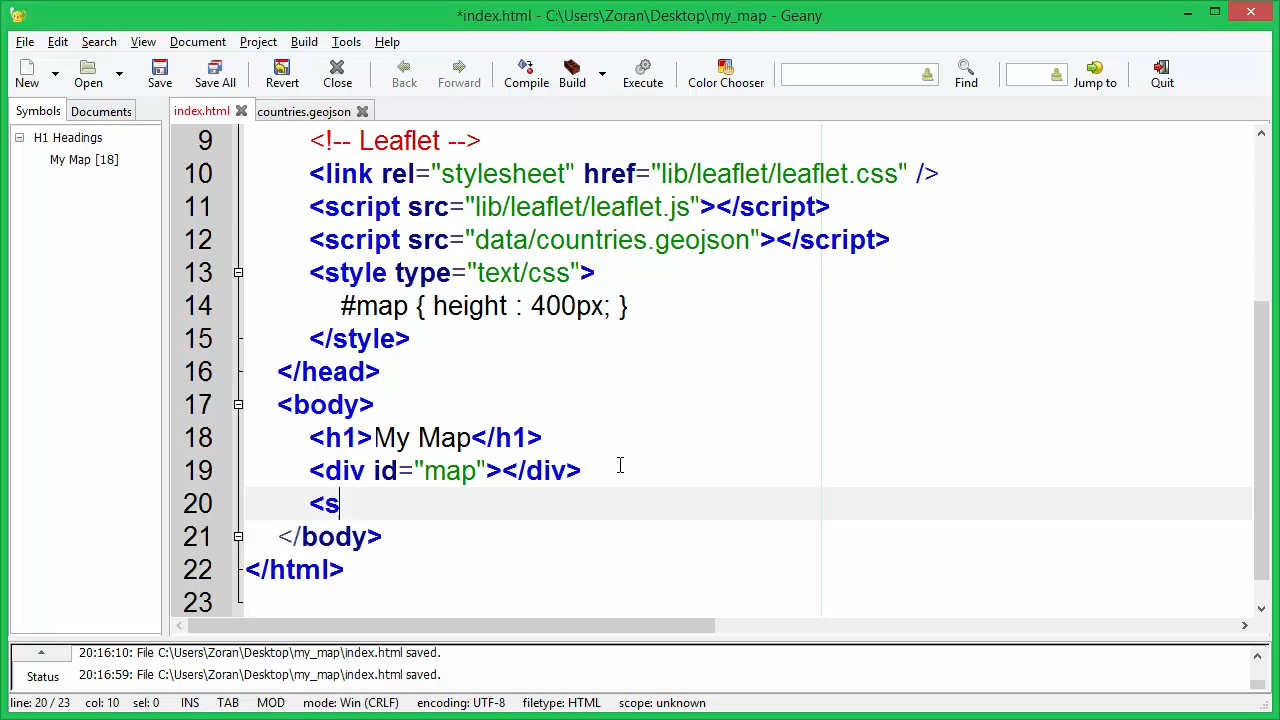 *index.html - C:\Users\Zoran\Desktop\my_map - Geany
File Edit Search View Document Project Build Tools Help
New Open Save Save All Revert Close Back Forward Compile Build Execute Color Chooser Find Jump to Quit
Symbols Documents index.html countries.geojson
H1 Headings
My Map [18]
9 <!-- Leaflet -->
10 <link rel="stylesheet" href="lib/leaflet/leaflet.css" />
11 <script src="lib/leaflet/leaflet.js"></script>
12 <script src="data/countries.geojson"></script>
13 <style type="text/css">
14 #map { height : 400px; }
15 </style>
16 </head>
17 <body>
18 <h1>My Map</h1>
19 <div id="map"></div>
20 <s
21 </body>
22 </html>
23
20:16:10: File C:\Users\Zoran\Desktop\my_map\index.html saved.
Status 20:16:59: File C:\Users\Zoran\Desktop\my_map\index.html saved.
line: 20 / 23 col: 10 sel: 0 INS TAB MOD mode: Win (CRLF) encoding: UTF-8 filetype: HTML scope: unknown